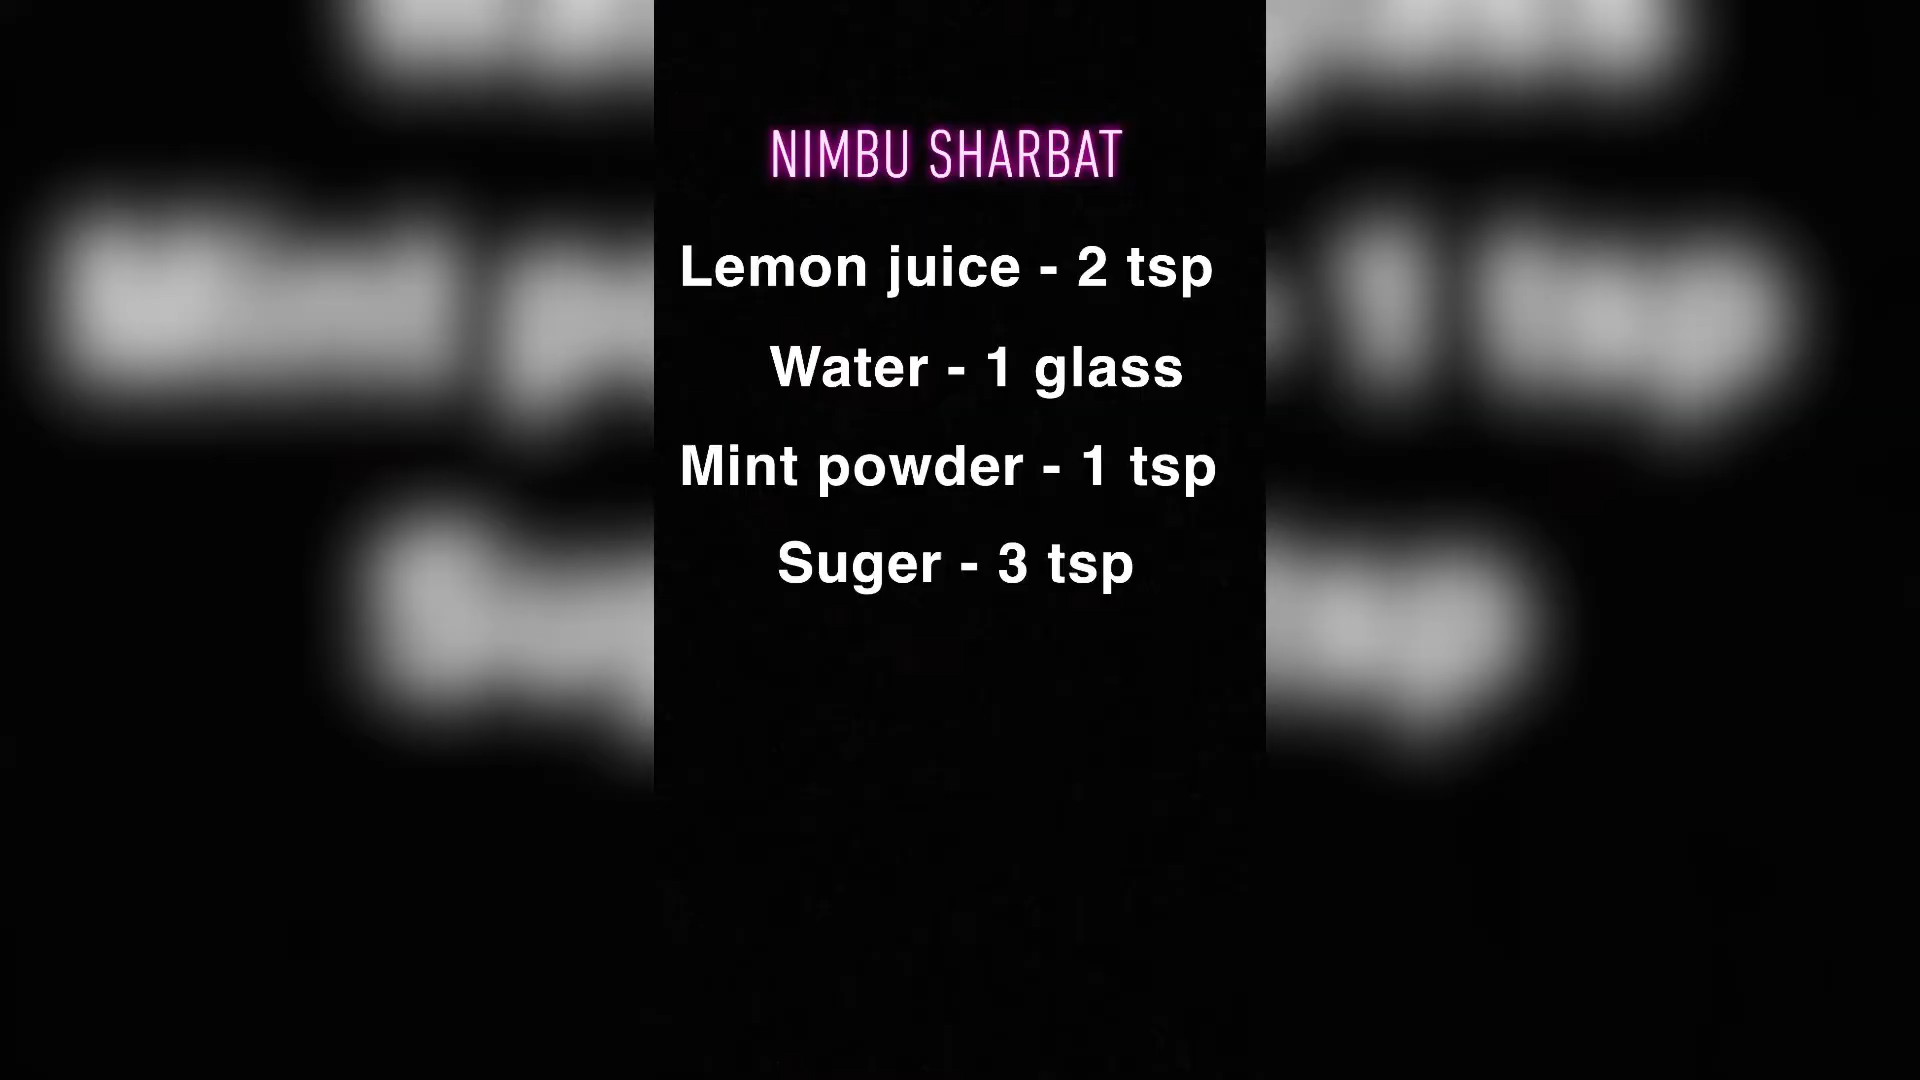 NIMBU SHARBAT
Lemon juice - 2 tsp
Water - 1 glass
Mint powder - 1 tsp
Suger - 3 tsp